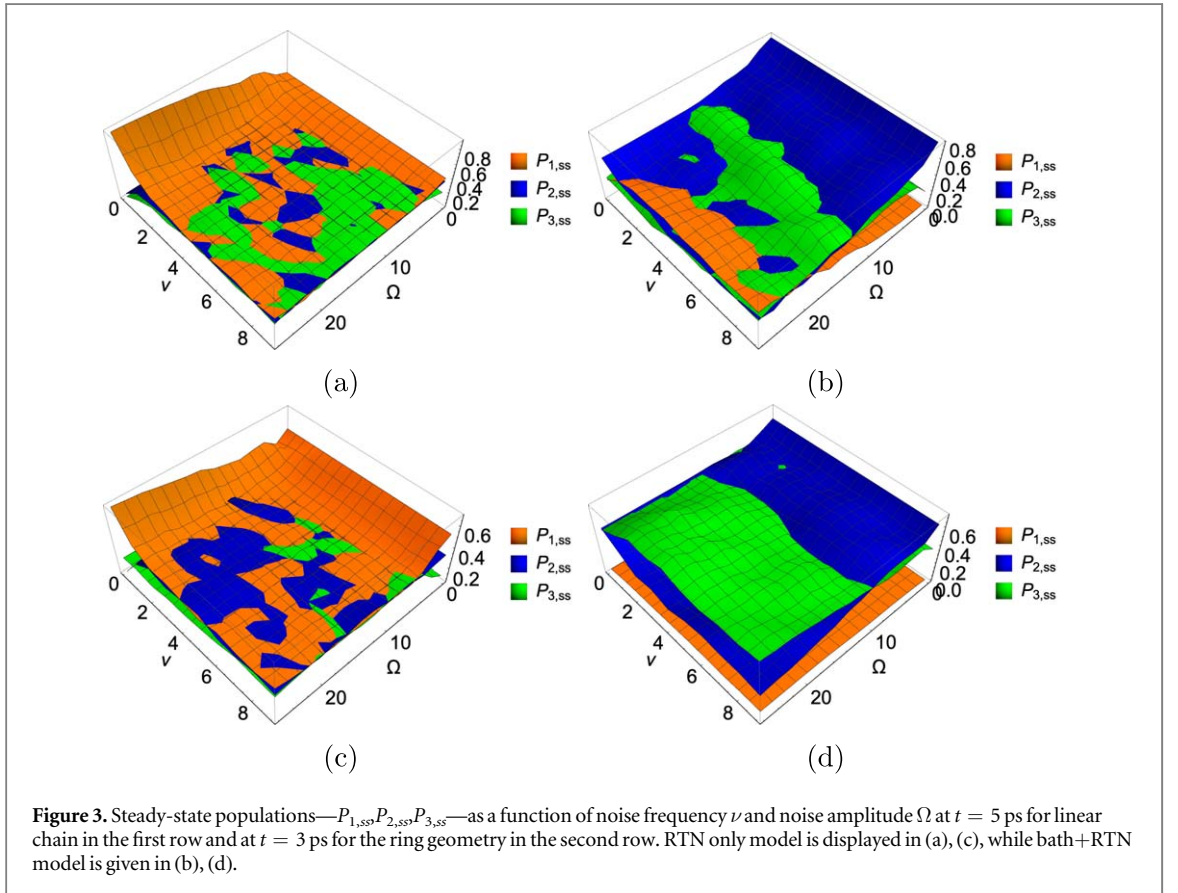 0.8
0.6
0.4
0.2
0
10
20
Ω
0
2
4
6
8
ν
P1,ss
P2,ss
P3,ss
(a)
0.8
0.6
0.4
0.2
0.0
0
10
20
Ω
0
2
4
6
8
ν
P1,ss
P2,ss
P3,ss
(b)
0.6
0.4
0.2
0
10
20
Ω
0
2
4
6
8
ν
P1,ss
P2,ss
P3,ss
(c)
0.6
0.4
0.2
0.0
0
10
20
Ω
0
2
4
6
8
ν
P1,ss
P2,ss
P3,ss
(d)
Figure 3. Steady-state populations—P1,ss,P2,ss,P3,ss—as a function of noise frequency ν and noise amplitude Ω at t = 5 ps for linear
chain in the first row and at t = 3 ps for the ring geometry in the second row. RTN only model is displayed in (a), (c), while bath+RTN
model is given in (b), (d).